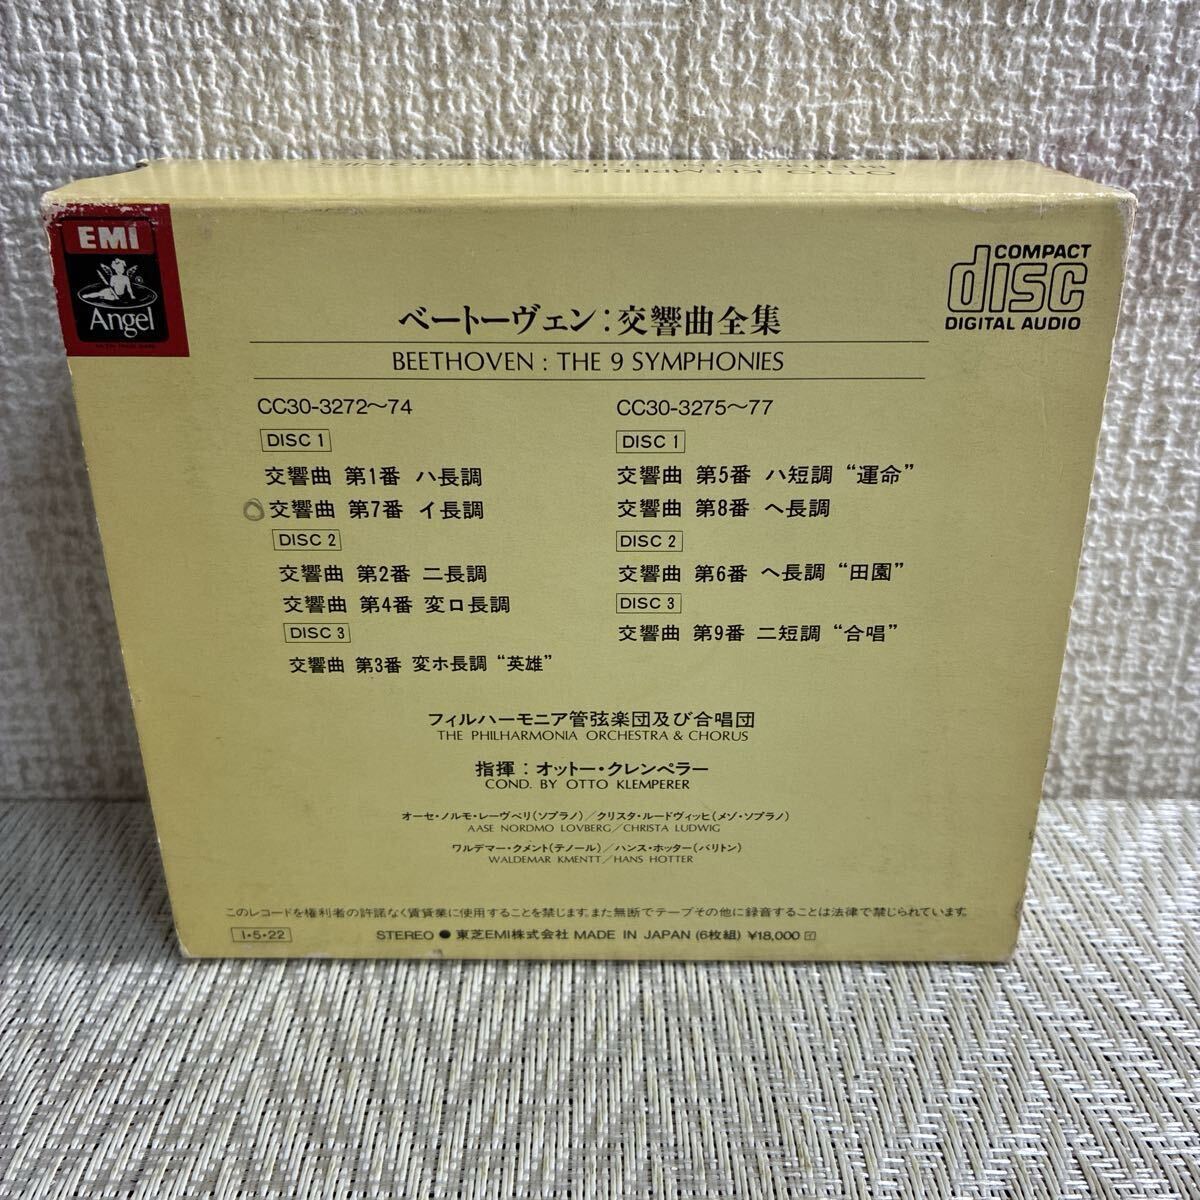 OTTO KLEMPERER
EMI
Angel
COMPACT
disc
DIGITAL AUDIO
ベートーヴェン：交響曲全集
BEETHOVEN : THE 9 SYMPHONIES
CC30-3272〜74
DISC 1
交響曲 第1番 ハ長調
交響曲 第7番 イ長調
DISC 2
交響曲 第2番 ニ長調
交響曲 第4番 変ロ長調
DISC 3
交響曲 第3番 変ホ長調 “英雄”
CC30-3275〜77
DISC 1
交響曲 第5番 ハ短調 “運命”
交響曲 第8番 ヘ長調
DISC 2
交響曲 第6番 ヘ長調 “田園”
DISC 3
交響曲 第9番 ニ短調 “合唱”
フィルハーモニア管弦楽団及び合唱団
THE PHILHARMONIA ORCHESTRA & CHORUS
指揮：オットー・クレンペラー
COND. BY OTTO KLEMPERER
オーセ・ノルモ・レーヴベリ(ソプラノ)／クリスタ・ルードヴィッヒ(メゾ・ソプラノ)
AASE NORDMO LOVBERG／CHRISTA LUDWIG
ワルデマー・クメント(テノール)／ハンス・ホッター(バリトン)
WALDEMAR KMENTT／HANS HOTTER
このレコードを権利者の許諾なく賃貸業に使用することを禁じます。また無断でテープその他に録音することは法律で禁じられています。
I・5・22
STEREO ● 東芝EMI株式会社 MADE IN JAPAN (6枚組) ¥18,000